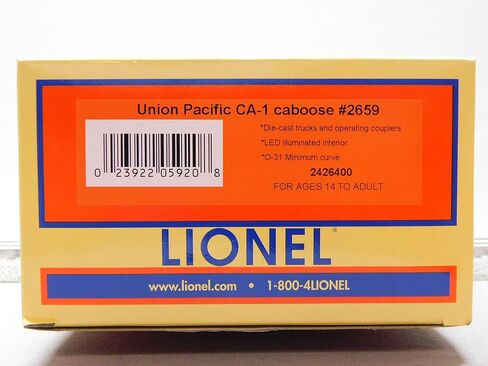 Union Pacific CA-1 caboose #2659
*Die-cast trucks and operating couplers
*LED illuminated interior
*O-31 Minimum curve
0 23922 05920 8
2426400
FOR AGES 14 TO ADULT
LIONEL®
www.lionel.com • 1-800-4LIONEL